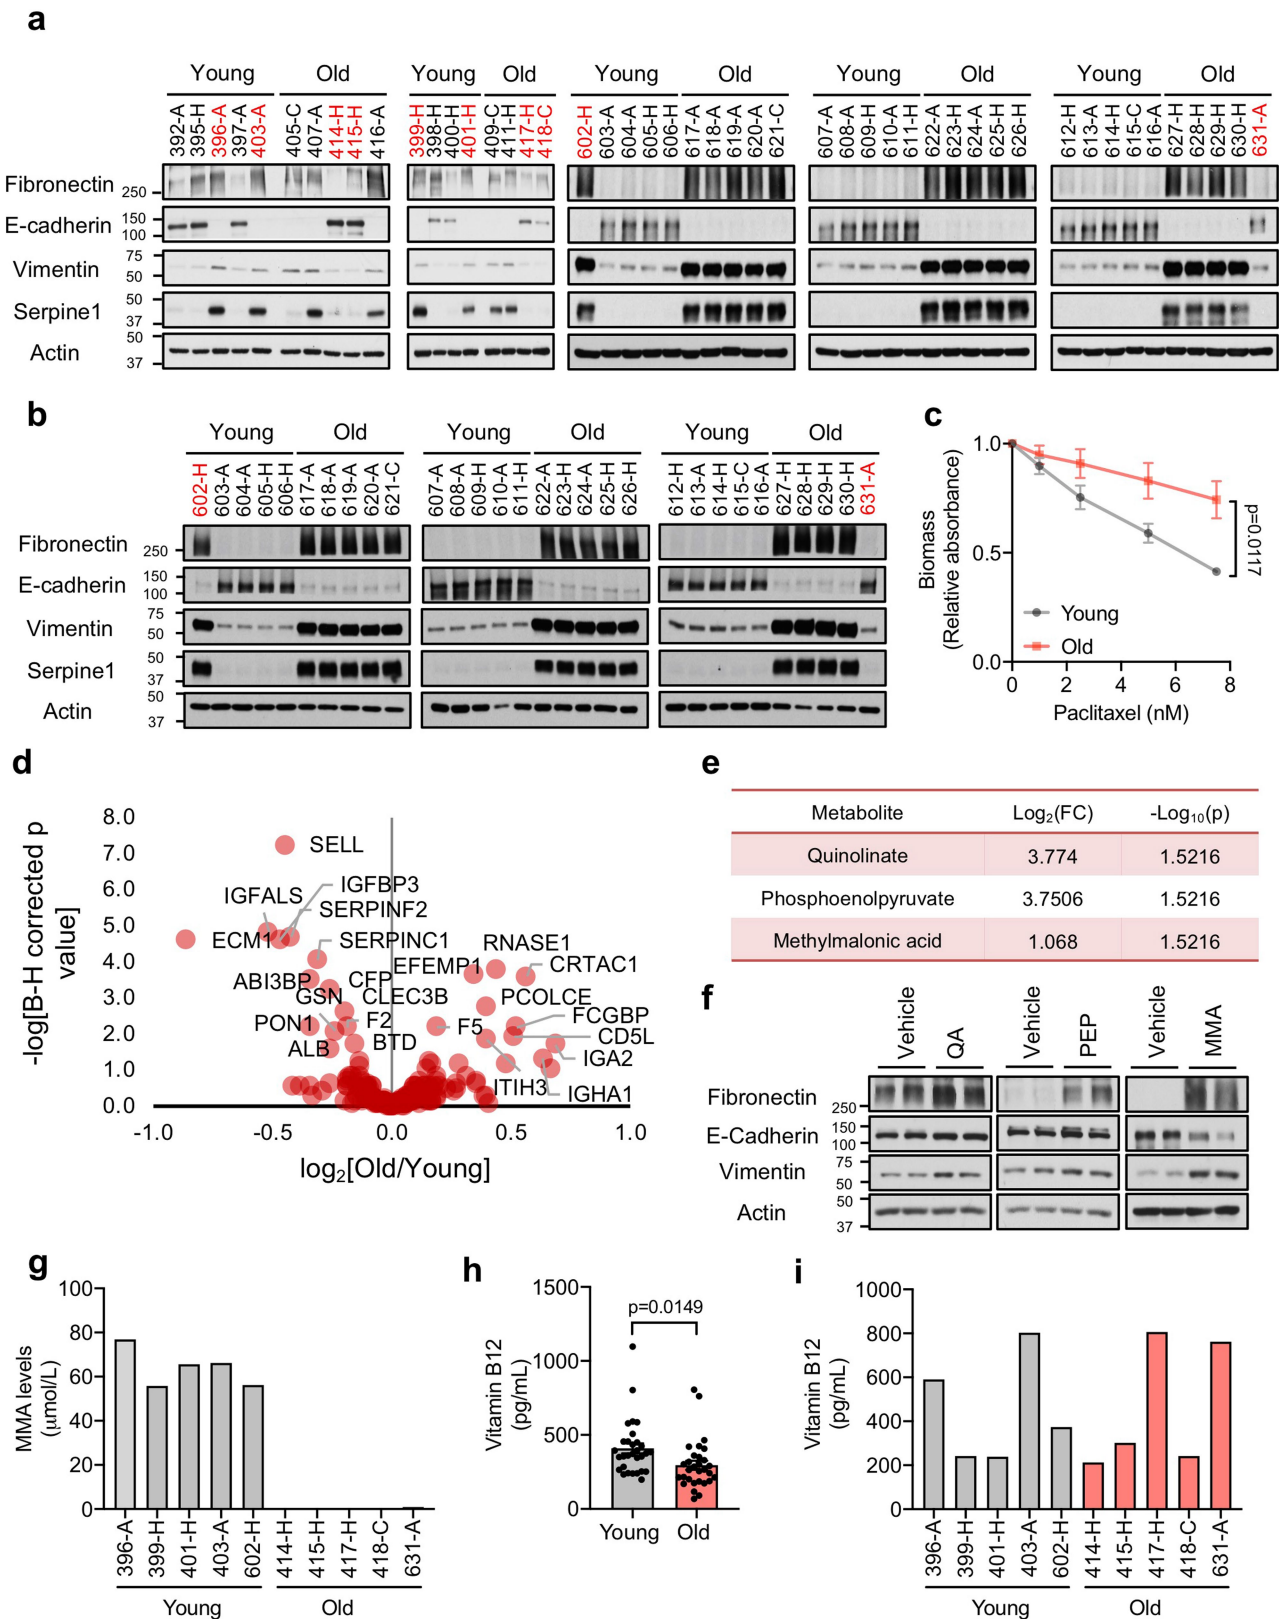 a
Young Old Young Old Young Old Young Old Young Old
392-A 395-H 396-A 397-A 403-A 405-C 407-A 414-H 415-H 416-A
399-H 398-H 400-H 401-H 409-C 411-H 417-H 418-C
602-H 603-A 604-A 605-H 606-H 617-A 618-A 619-A 620-A 621-C
607-A 608-A 609-H 610-A 611-H 622-A 623-H 624-A 625-H 626-H
612-H 613-A 614-H 615-C 616-A 627-H 628-H 629-H 630-H 631-A
Fibronectin 250
E-cadherin 150 100
Vimentin 75 50
Serpine1 50 37
Actin 50 37
b
Young Old Young Old Young Old
602-H 603-A 604-A 605-H 606-H 617-A 618-A 619-A 620-A 621-C
607-A 608-A 609-H 610-A 611-H 622-A 623-H 624-A 625-H 626-H
612-H 613-A 614-H 615-C 616-A 627-H 628-H 629-H 630-H 631-A
Fibronectin 250
E-cadherin 150 100
Vimentin 75 50
Serpine1 50 37
Actin 50 37
c
Biomass
(Relative absorbance)
1.0
0.5
0.0
p=0.0117
Young
Old
0 2 4 6 8
Paclitaxel (nM)
d
-log[B-H corrected p
value]
8.0
7.0
6.0
5.0
4.0
3.0
2.0
1.0
0.0
SELL
IGFBP3
IGFALS
SERPINF2
ECM1
SERPINC1
RNASE1
EFEMP1
CRTAC1
ABI3BP
CFP
GSN
CLEC3B
PCOLCE
FCGBP
PON1
F2
F5
CD5L
ALB
BTD
IGA2
ITIH3
IGHA1
-1.0 -0.5 0.0 0.5 1.0
log₂[Old/Young]
e
Metabolite Log₂(FC) -Log₁₀(p)
Quinolinate 3.774 1.5216
Phosphoenolpyruvate 3.7506 1.5216
Methylmalonic acid 1.068 1.5216
f
Vehicle QA Vehicle PEP Vehicle MMA
Fibronectin 250
E-Cadherin 150 100
Vimentin 75 50
Actin 50 37
g
MMA levels
(μmol/L)
100
80
60
40
20
0
396-A 399-H 401-H 403-A 602-H 414-H 415-H 417-H 418-C 631-A
Young Old
h
Vitamin B12
(pg/mL)
1500
1000
500
0
p=0.0149
Young Old
i
Vitamin B12
(pg/mL)
1000
800
600
400
200
0
396-A 399-H 401-H 403-A 602-H 414-H 415-H 417-H 418-C 631-A
Young Old